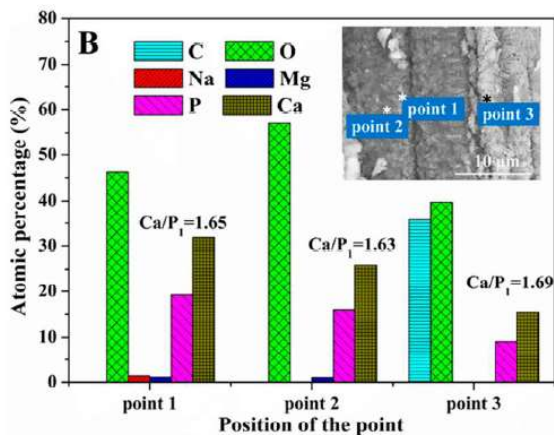 B
C
O
Na
Mg
P
Ca
point 1
point 2
point 3
10 μm
Ca/P₁=1.65
Ca/P₁=1.63
Ca/P₁=1.69
Atomic percentage (%)
80
70
60
50
40
30
20
10
0
point 1
point 2
point 3
Position of the point